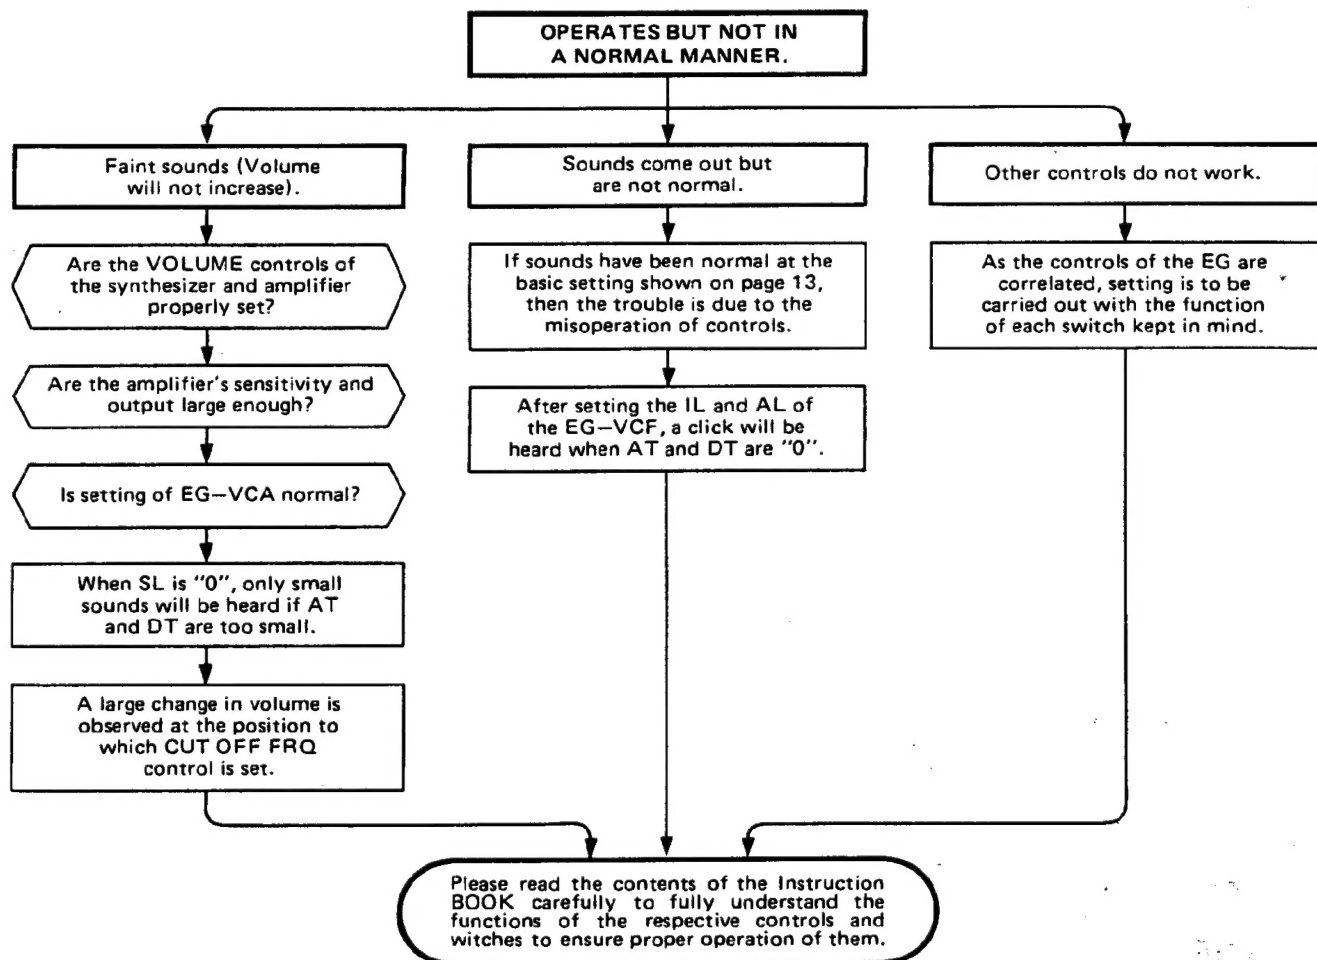 OPERATES BUT NOT IN
A NORMAL MANNER.
Faint sounds (Volume
will not increase).
Are the VOLUME controls of
the synthesizer and amplifier
properly set?
Are the amplifier's sensitivity and
output large enough?
Is setting of EG–VCA normal?
When SL is "0", only small
sounds will be heard if AT
and DT are too small.
A large change in volume is
observed at the position to
which CUT OFF FRQ
control is set.
Sounds come out but
are not normal.
If sounds have been normal at the
basic setting shown on page 13,
then the trouble is due to the
misoperation of controls.
After setting the IL and AL of
the EG–VCF, a click will be
heard when AT and DT are "0".
Other controls do not work.
As the controls of the EG are
correlated, setting is to be
carried out with the function
of each switch kept in mind.
Please read the contents of the Instruction
BOOK carefully to fully understand the
functions of the respective controls and
witches to ensure proper operation of them.